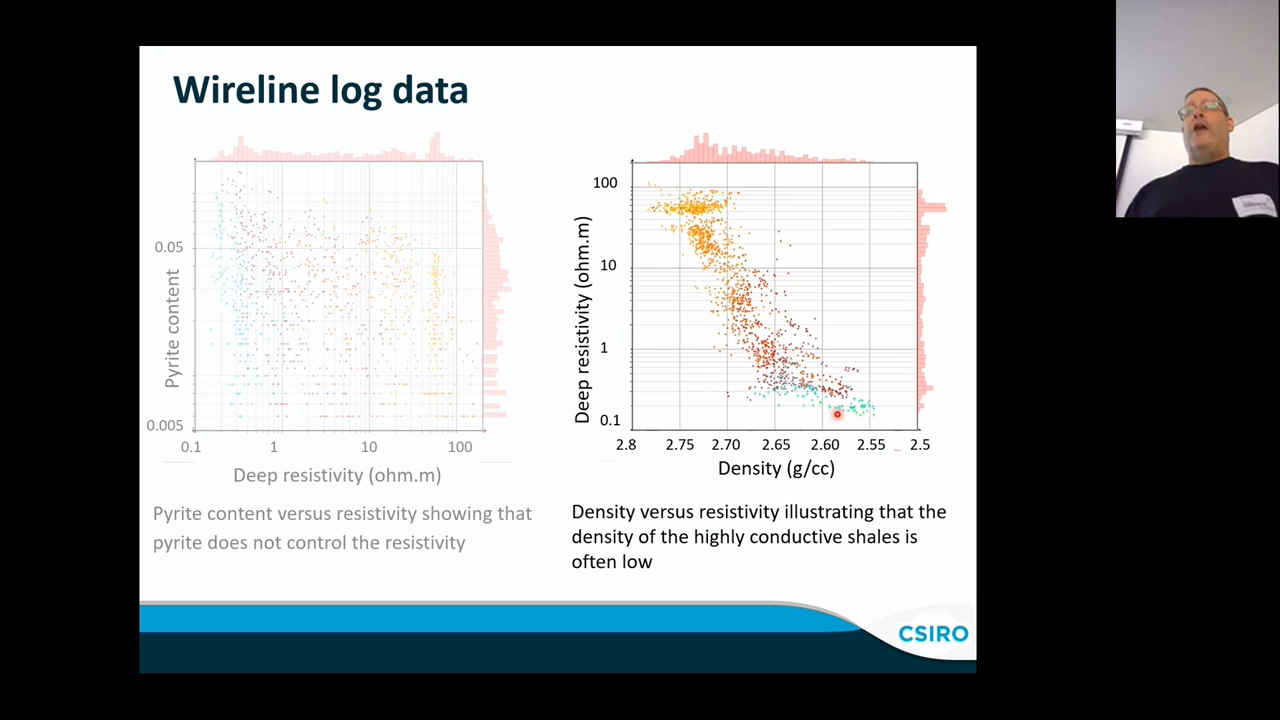 Wireline log data
0.05
0.005
Pyrite content
0.1
1
10
100
Deep resistivity (ohm.m)
Pyrite content versus resistivity showing that
pyrite does not control the resistivity
100
10
1
0.1
Deep resistivity (ohm.m)
2.8
2.75
2.70
2.65
2.60
2.55
2.5
Density (g/cc)
Density versus resistivity illustrating that the
density of the highly conductive shales is
often low
CSIRO